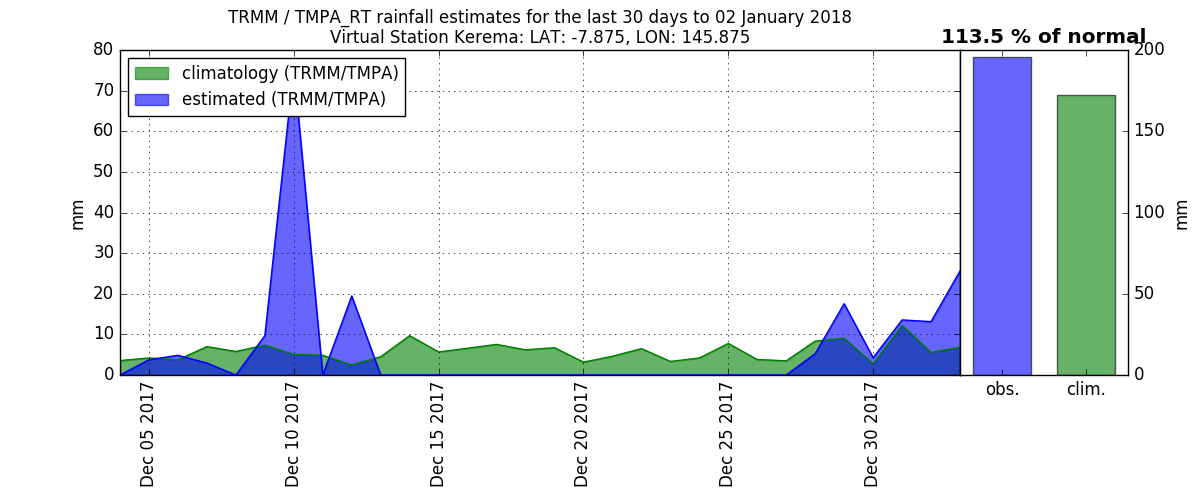 TRMM / TMPA_RT rainfall estimates for the last 30 days to 02 January 2018
Virtual Station Kerema: LAT: -7.875, LON: 145.875
113.5 % of normal
climatology (TRMM/TMPA)
estimated (TRMM/TMPA)
80
70
60
50
40
30
20
10
0
mm
Dec 05 2017
Dec 10 2017
Dec 15 2017
Dec 20 2017
Dec 25 2017
Dec 30 2017
obs.
clim.
200
150
100
50
0
mm